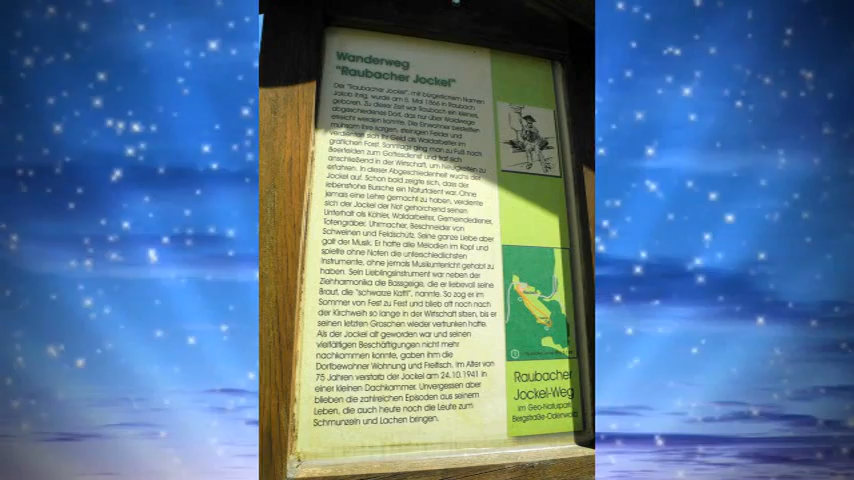 Wanderweg
"Raubacher Jockel"
Der "Raubacher Jockel", mit bürgerlichem Namen
Jakob Ihrig, wurde am 5. Mai 1866 in Raubach
geboren. Zu dieser Zeit war Raubach ein kleines,
abgeschiedenes Dorf, das nur über Waldwege
erreicht werden konnte. Die Einwohner bestellten
mühsam ihre kargen, steinigen Felder und
verdienten sich ihr Geld als Waldarbeiter im
gräflichen Forst. Sonntags ging man zu Fuß nach
Beerfelden zum Gottesdienst und traf sich
anschließend in der Wirtschaft, um Neuigkeiten zu
erfahren. In dieser Abgeschiedenheit wuchs der
Jockel auf. Schon bald zeigte sich, dass der
lebensfrohe Bursche ein Naturtalent war. Ohne
jemals eine Lehre gemacht zu haben, verdiente
sich der Jockel der Not gehorchend seinen
Unterhalt als Köhler, Waldarbeiter, Gemeindediener,
Totengräber, Uhrmacher, Beschneider von
Schweinen und Feldschütz. Seine ganze Liebe aber
galt der Musik. Er hatte alle Melodien im Kopf und
spielte ohne Noten die unterschiedlichsten
Instrumente, ohne jemals Musikunterricht gehabt zu
haben. Sein Lieblingsinstrument war neben der
Ziehharmonika die Bassgeige, die er liebevoll seine
Braut, die "schwarze Kattl", nannte. So zog er im
Sommer von Fest zu Fest und blieb oft noch nach
der Kirchweih so lange in der Wirtschaft sitzen, bis er
seinen letzten Groschen wieder vertrunken hatte.
Als der Jockel alt geworden war und seinen
vielfältigen Beschäftigungen nicht mehr
nachkommen konnte, gaben ihm die
Dorfbewohner Wohnung und Freitisch. Im Alter von
75 Jahren verstarb der Jockel am 24.10.1941 in
einer kleinen Dachkammer. Unvergessen aber
blieben die zahlreichen Episoden aus seinem
Leben, die auch heute noch die Leute zum
Schmunzeln und Lachen bringen.
Raubacher
Jockel-Weg
im Geo-Naturpark
Bergstraße-Odenwald